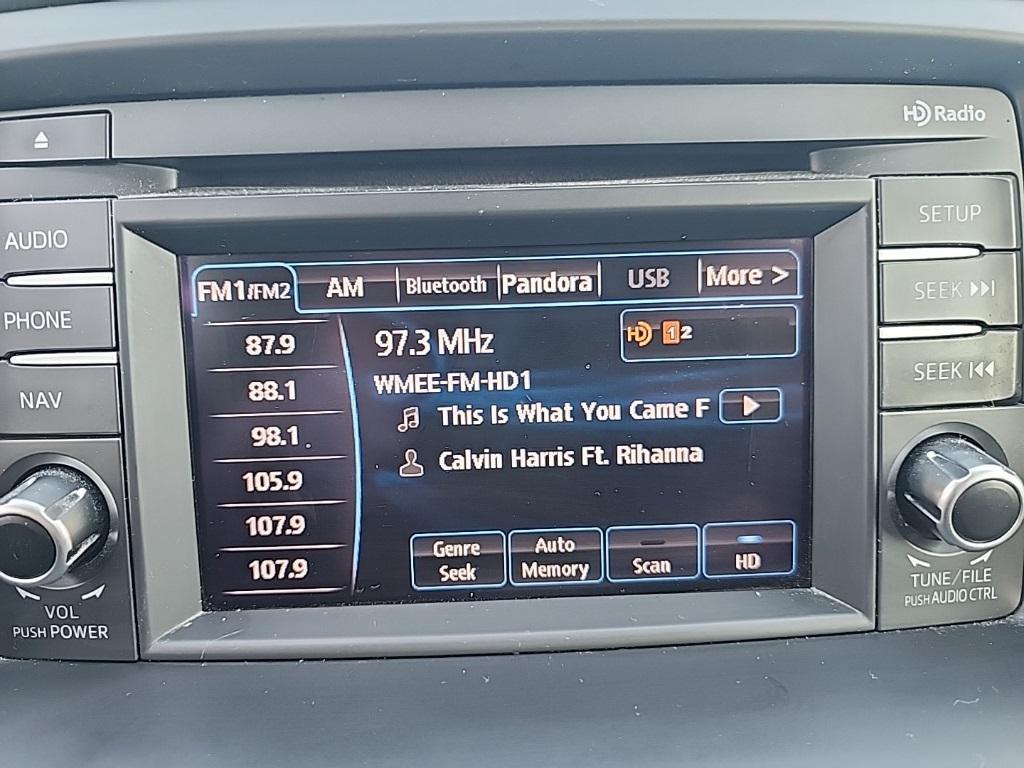 HD Radio
AUDIO
PHONE
NAV
VOL
PUSH POWER
SETUP
SEEK
SEEK
TUNE/FILE
PUSH AUDIO CTRL
FM1/FM2
AM
Bluetooth
Pandora
USB
More >
87.9
88.1
98.1
105.9
107.9
107.9
97.3 MHz
HD 1 2
WMEE-FM-HD1
This Is What You Came F
Calvin Harris Ft. Rihanna
Genre
Seek
Auto
Memory
Scan
HD